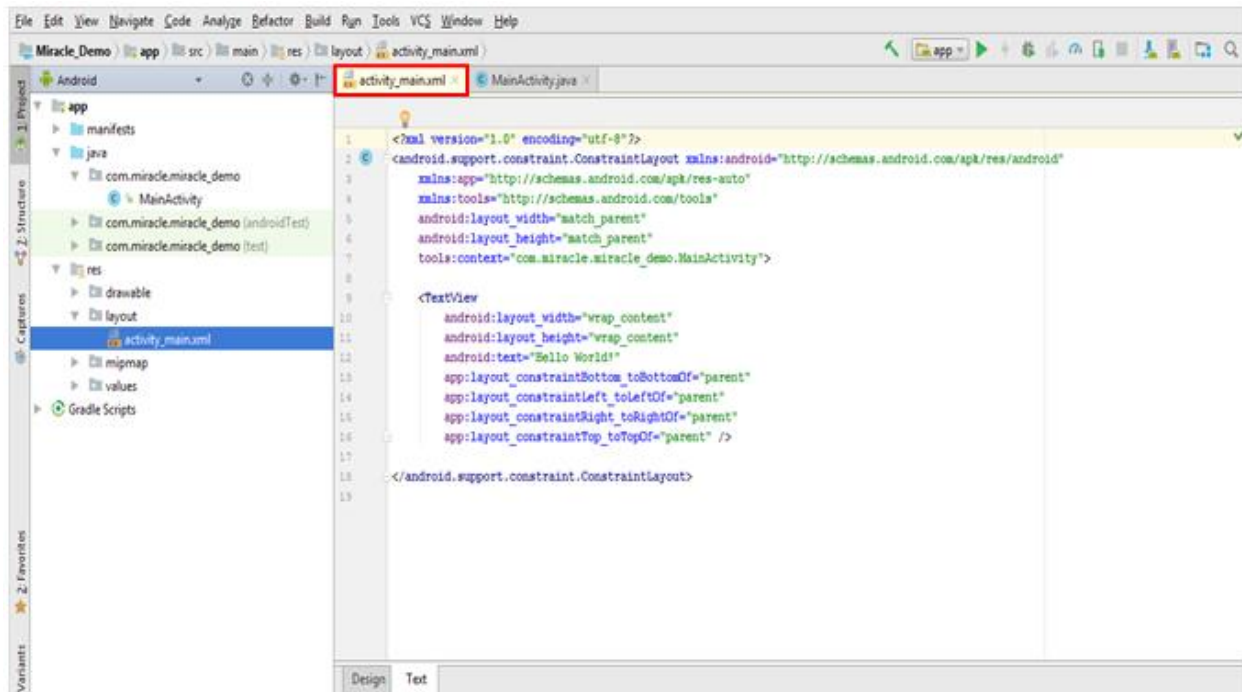 File Edit View Navigate Code Analyze Refactor Build Run Tools VCS Window Help
Miracle_Demo app src main res layout activity_main.xml app
Android activity_main.xml MainActivity.java
1: Project
2: Structure
Captures
2: Favorites
Variants
app
manifests
java
com.miracle.miracle_demo
MainActivity
com.miracle.miracle_demo (androidTest)
com.miracle.miracle_demo (test)
res
drawable
layout
activity_main.xml
mipmap
values
Gradle Scripts
1 <?xml version="1.0" encoding="utf-8"?>
2 <android.support.constraint.ConstraintLayout xmlns:android="http://schemas.android.com/apk/res/android"
3 xmlns:app="http://schemas.android.com/apk/res-auto"
4 xmlns:tools="http://schemas.android.com/tools"
5 android:layout_width="match_parent"
6 android:layout_height="match_parent"
7 tools:context="com.miracle.miracle_demo.MainActivity">
8
9 <TextView
10 android:layout_width="wrap_content"
11 android:layout_height="wrap_content"
12 android:text="Hello World!"
13 app:layout_constraintBottom_toBottomOf="parent"
14 app:layout_constraintLeft_toLeftOf="parent"
15 app:layout_constraintRight_toRightOf="parent"
16 app:layout_constraintTop_toTopOf="parent" />
17
18 </android.support.constraint.ConstraintLayout>
19
Design Text